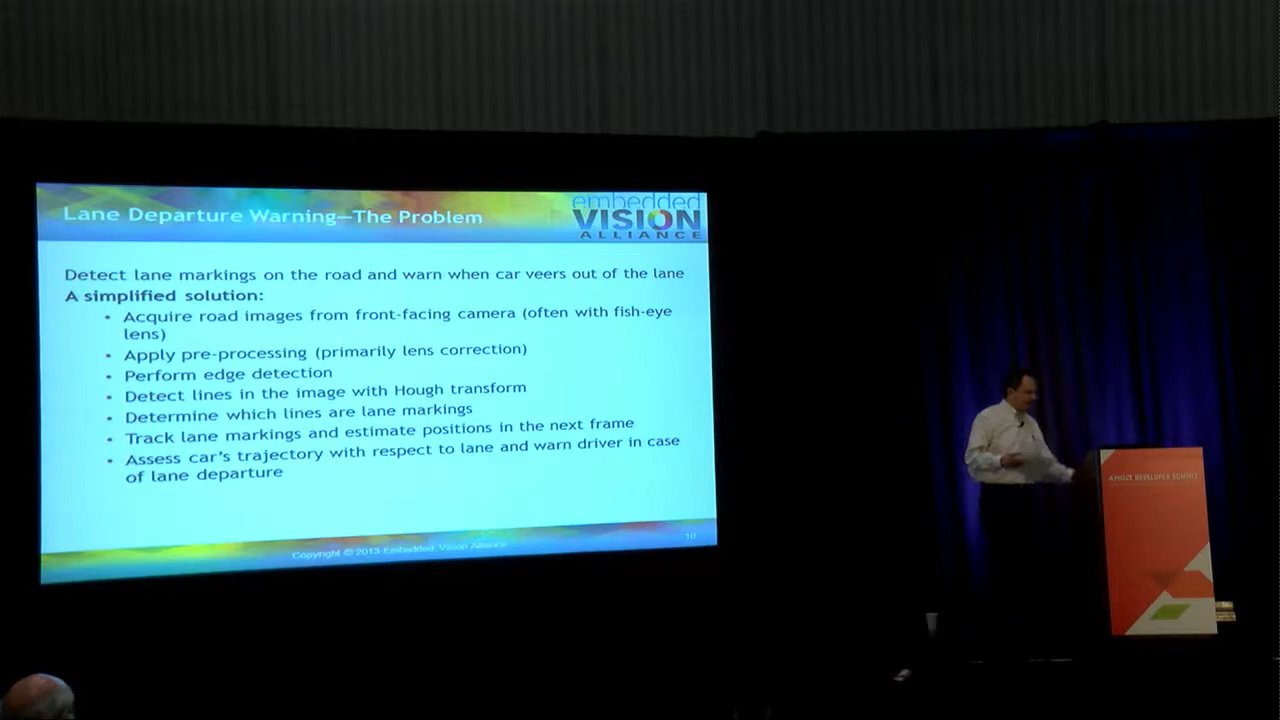 Lane Departure Warning—The Problem
embedded
VISION
ALLIANCE
Detect lane markings on the road and warn when car veers out of the lane
A simplified solution:
• Acquire road images from front-facing camera (often with fish-eye
lens)
• Apply pre-processing (primarily lens correction)
• Perform edge detection
• Detect lines in the image with Hough transform
• Determine which lines are lane markings
• Track lane markings and estimate positions in the next frame
• Assess car's trajectory with respect to lane and warn driver in case
of lane departure
Copyright © 2013 Embedded Vision Alliance
10
AMD22 DEVELOPER SUMMIT